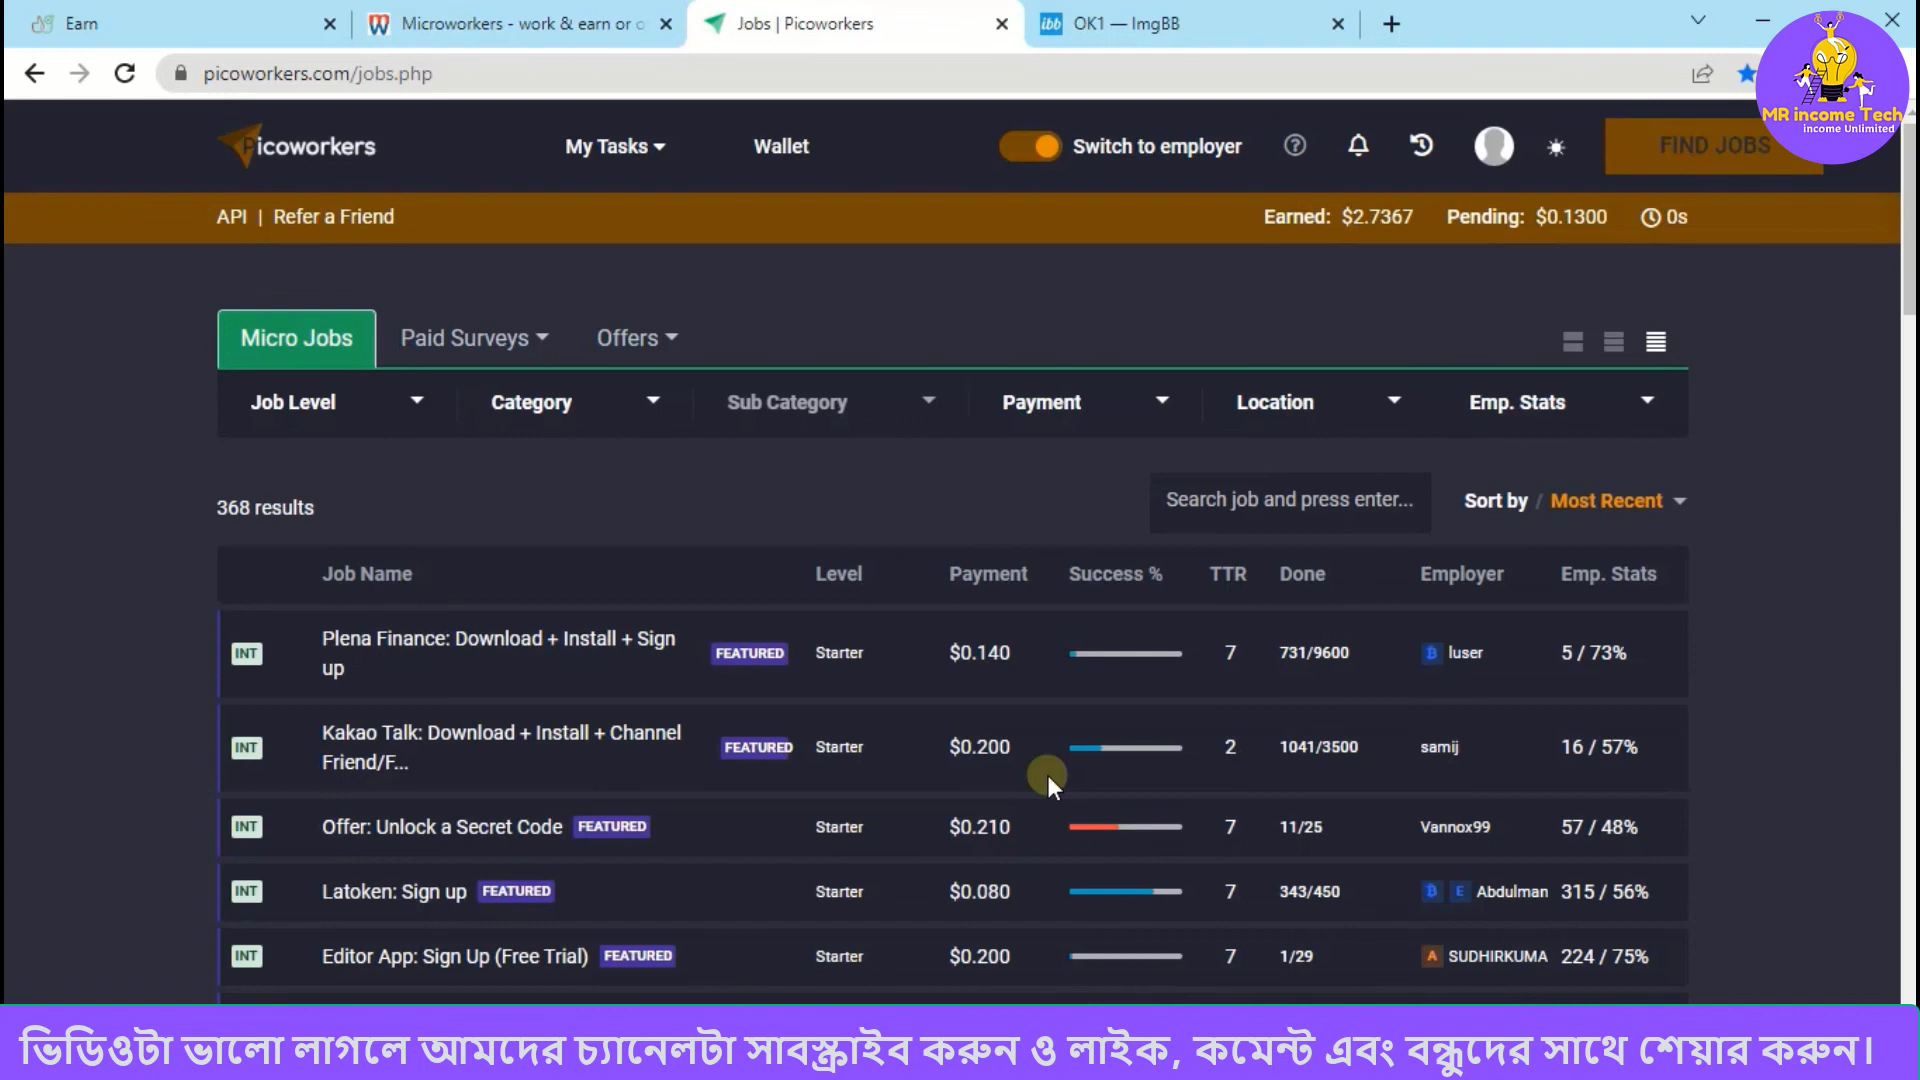 Earn
Microworkers - work & earn or o
Jobs | Picoworkers
ibb OK1 — ImgBB
picoworkers.com/jobs.php
MR income Tech
income Unlimited
Picoworkers
My Tasks
Wallet
Switch to employer
FIND JOBS
API | Refer a Friend
Earned: $2.7367 Pending: $0.1300 0s
Micro Jobs Paid Surveys Offers
Job Level Category Sub Category Payment Location Emp. Stats
368 results
Search job and press enter...
Sort by / Most Recent
Job Name Level Payment Success % TTR Done Employer Emp. Stats
INT Plena Finance: Download + Install + Sign up FEATURED Starter $0.140 7 731/9600 luser 5 / 73%
INT Kakao Talk: Download + Install + Channel Friend/F... FEATURED Starter $0.200 2 1041/3500 samij 16 / 57%
INT Offer: Unlock a Secret Code FEATURED Starter $0.210 7 11/25 Vannox99 57 / 48%
INT Latoken: Sign up FEATURED Starter $0.080 7 343/450 E Abdulman 315 / 56%
INT Editor App: Sign Up (Free Trial) FEATURED Starter $0.200 7 1/29 A SUDHIRKUMA 224 / 75%
ভিডিওটা ভালো লাগলে আমদের চ্যানেলটা সাবস্ক্রাইব করুন ও লাইক, কমেন্ট এবং বন্ধুদের সাথে শেয়ার করুন।